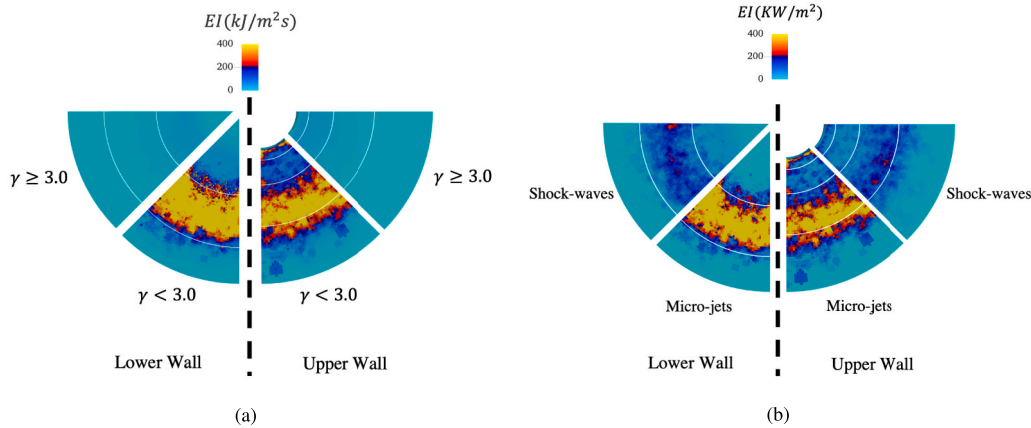 EI(kJ/m²s)
400
200
0
γ ≥ 3.0
γ ≥ 3.0
γ < 3.0
γ < 3.0
Lower Wall
Upper Wall
(a)
EI(KW/m²)
400
200
0
Shock-waves
Shock-waves
Micro-jets
Micro-jets
Lower Wall
Upper Wall
(b)